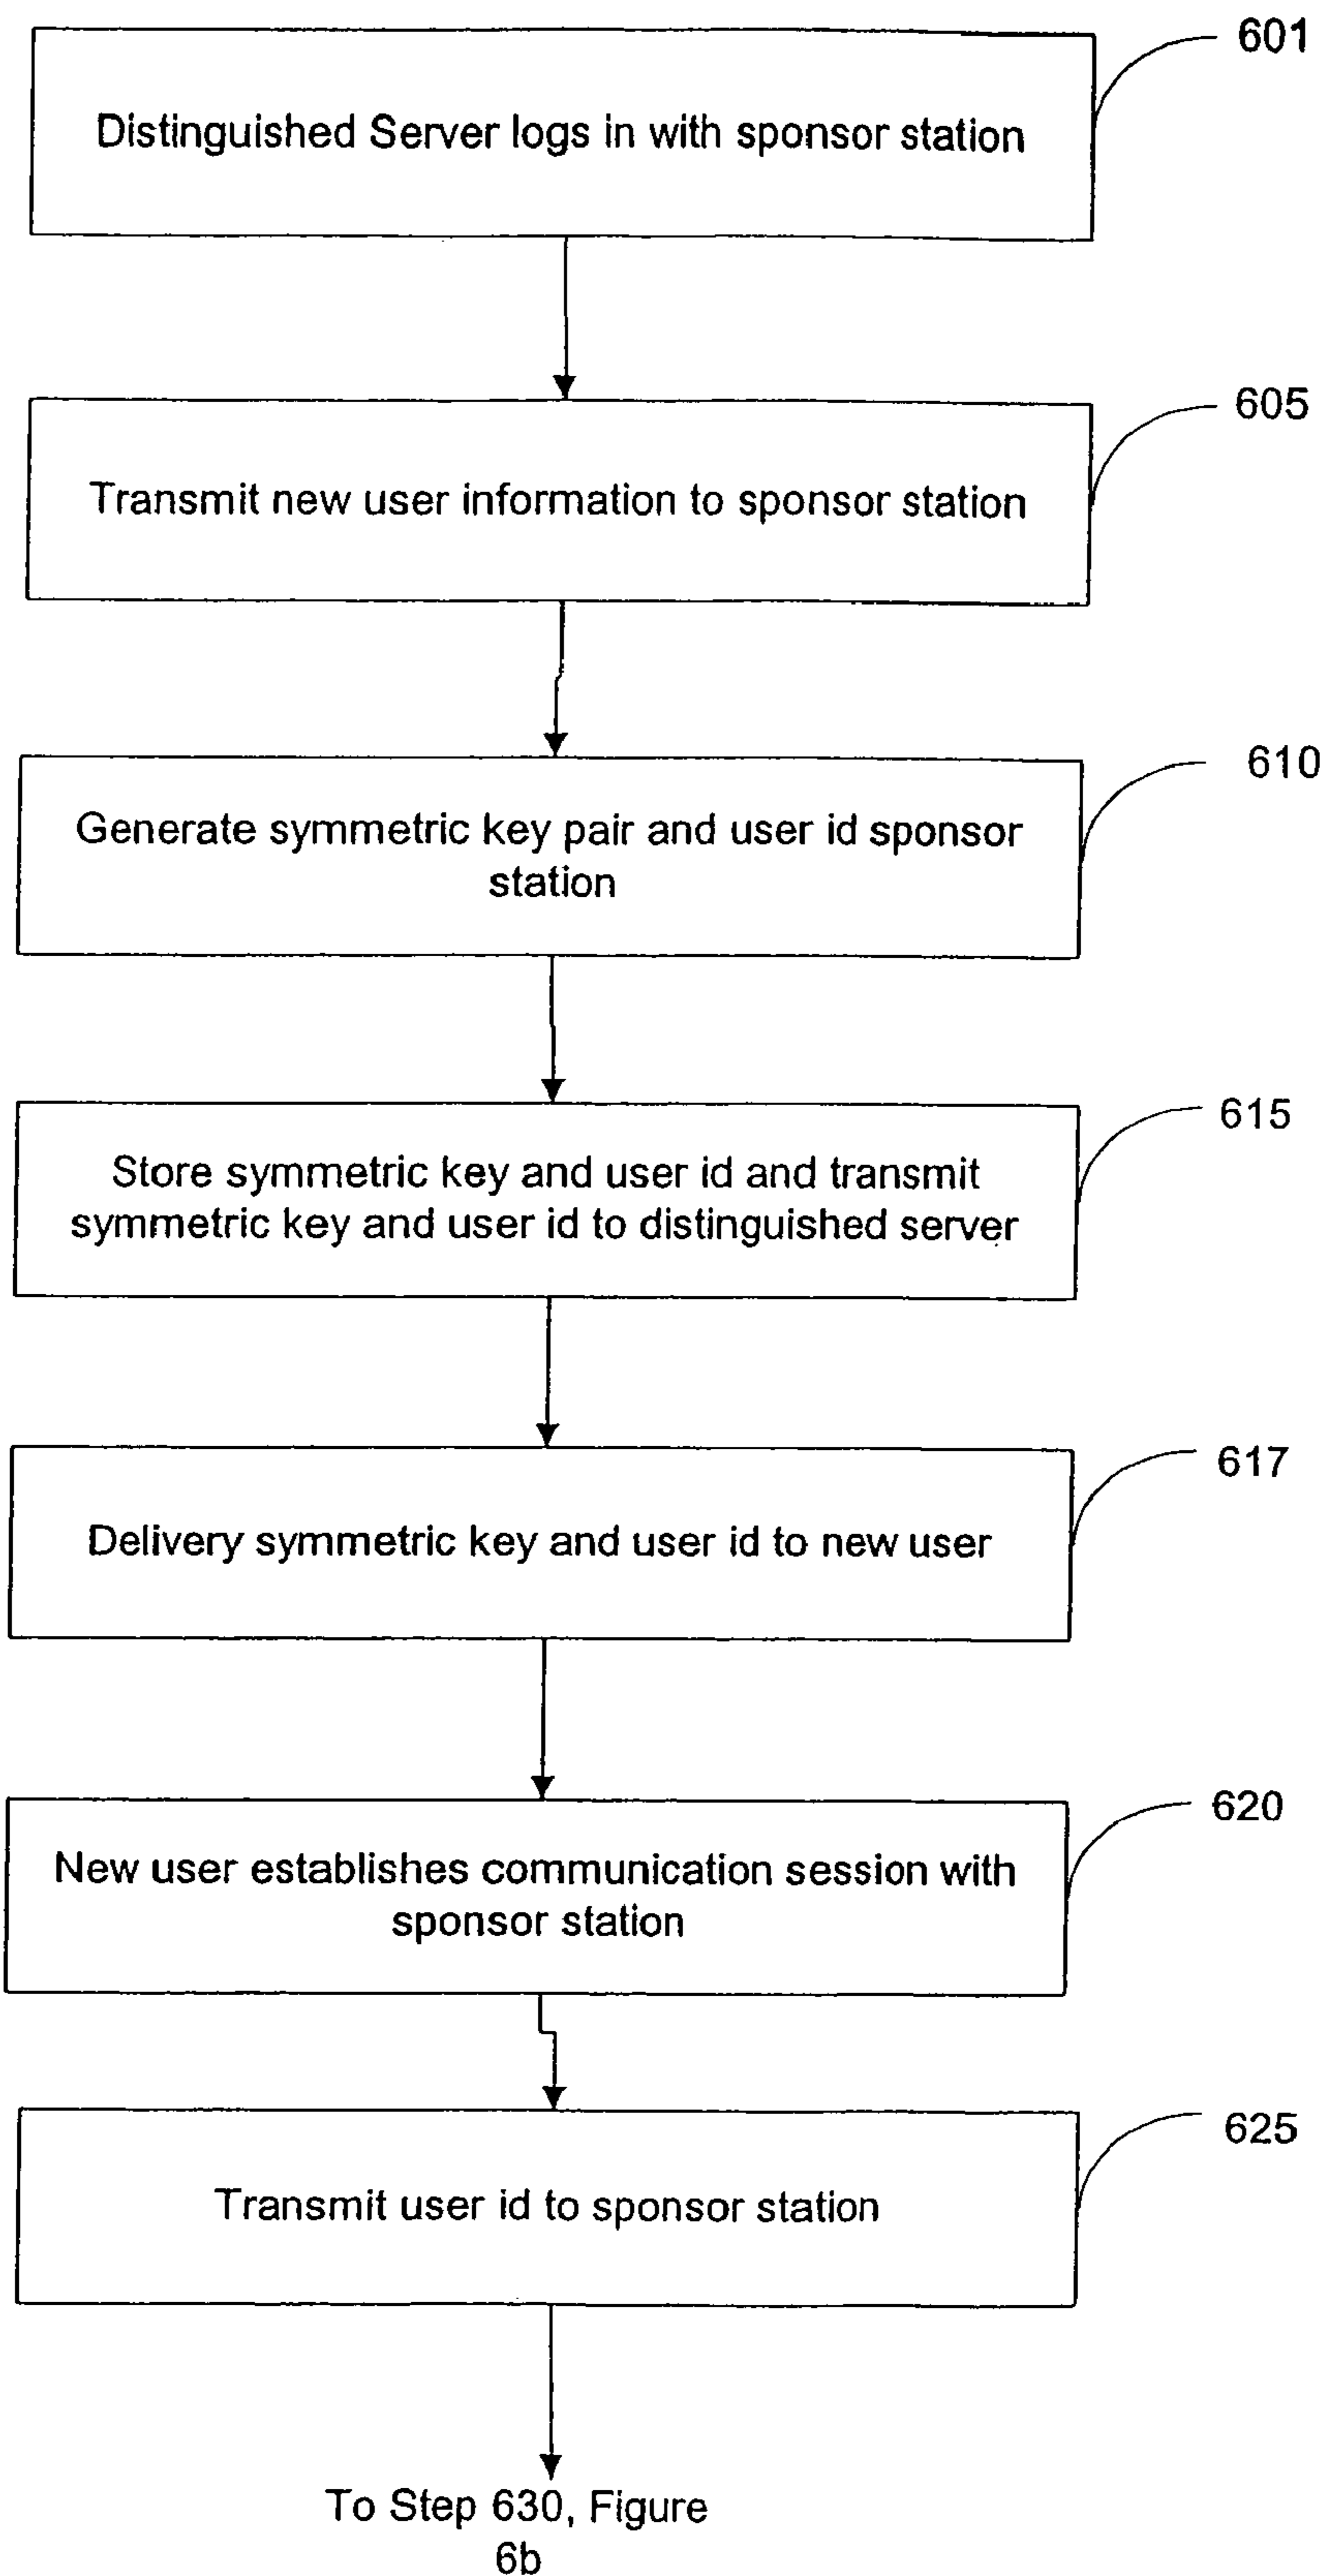 601
Distinguished Server logs in with sponsor station
605
Transmit new user information to sponsor station
610
Generate symmetric key pair and user id sponsor
station
615
Store symmetric key and user id and transmit
symmetric key and user id to distinguished server
617
Delivery symmetric key and user id to new user
620
New user establishes communication session with
sponsor station
625
Transmit user id to sponsor station
To Step 630, Figure
6b